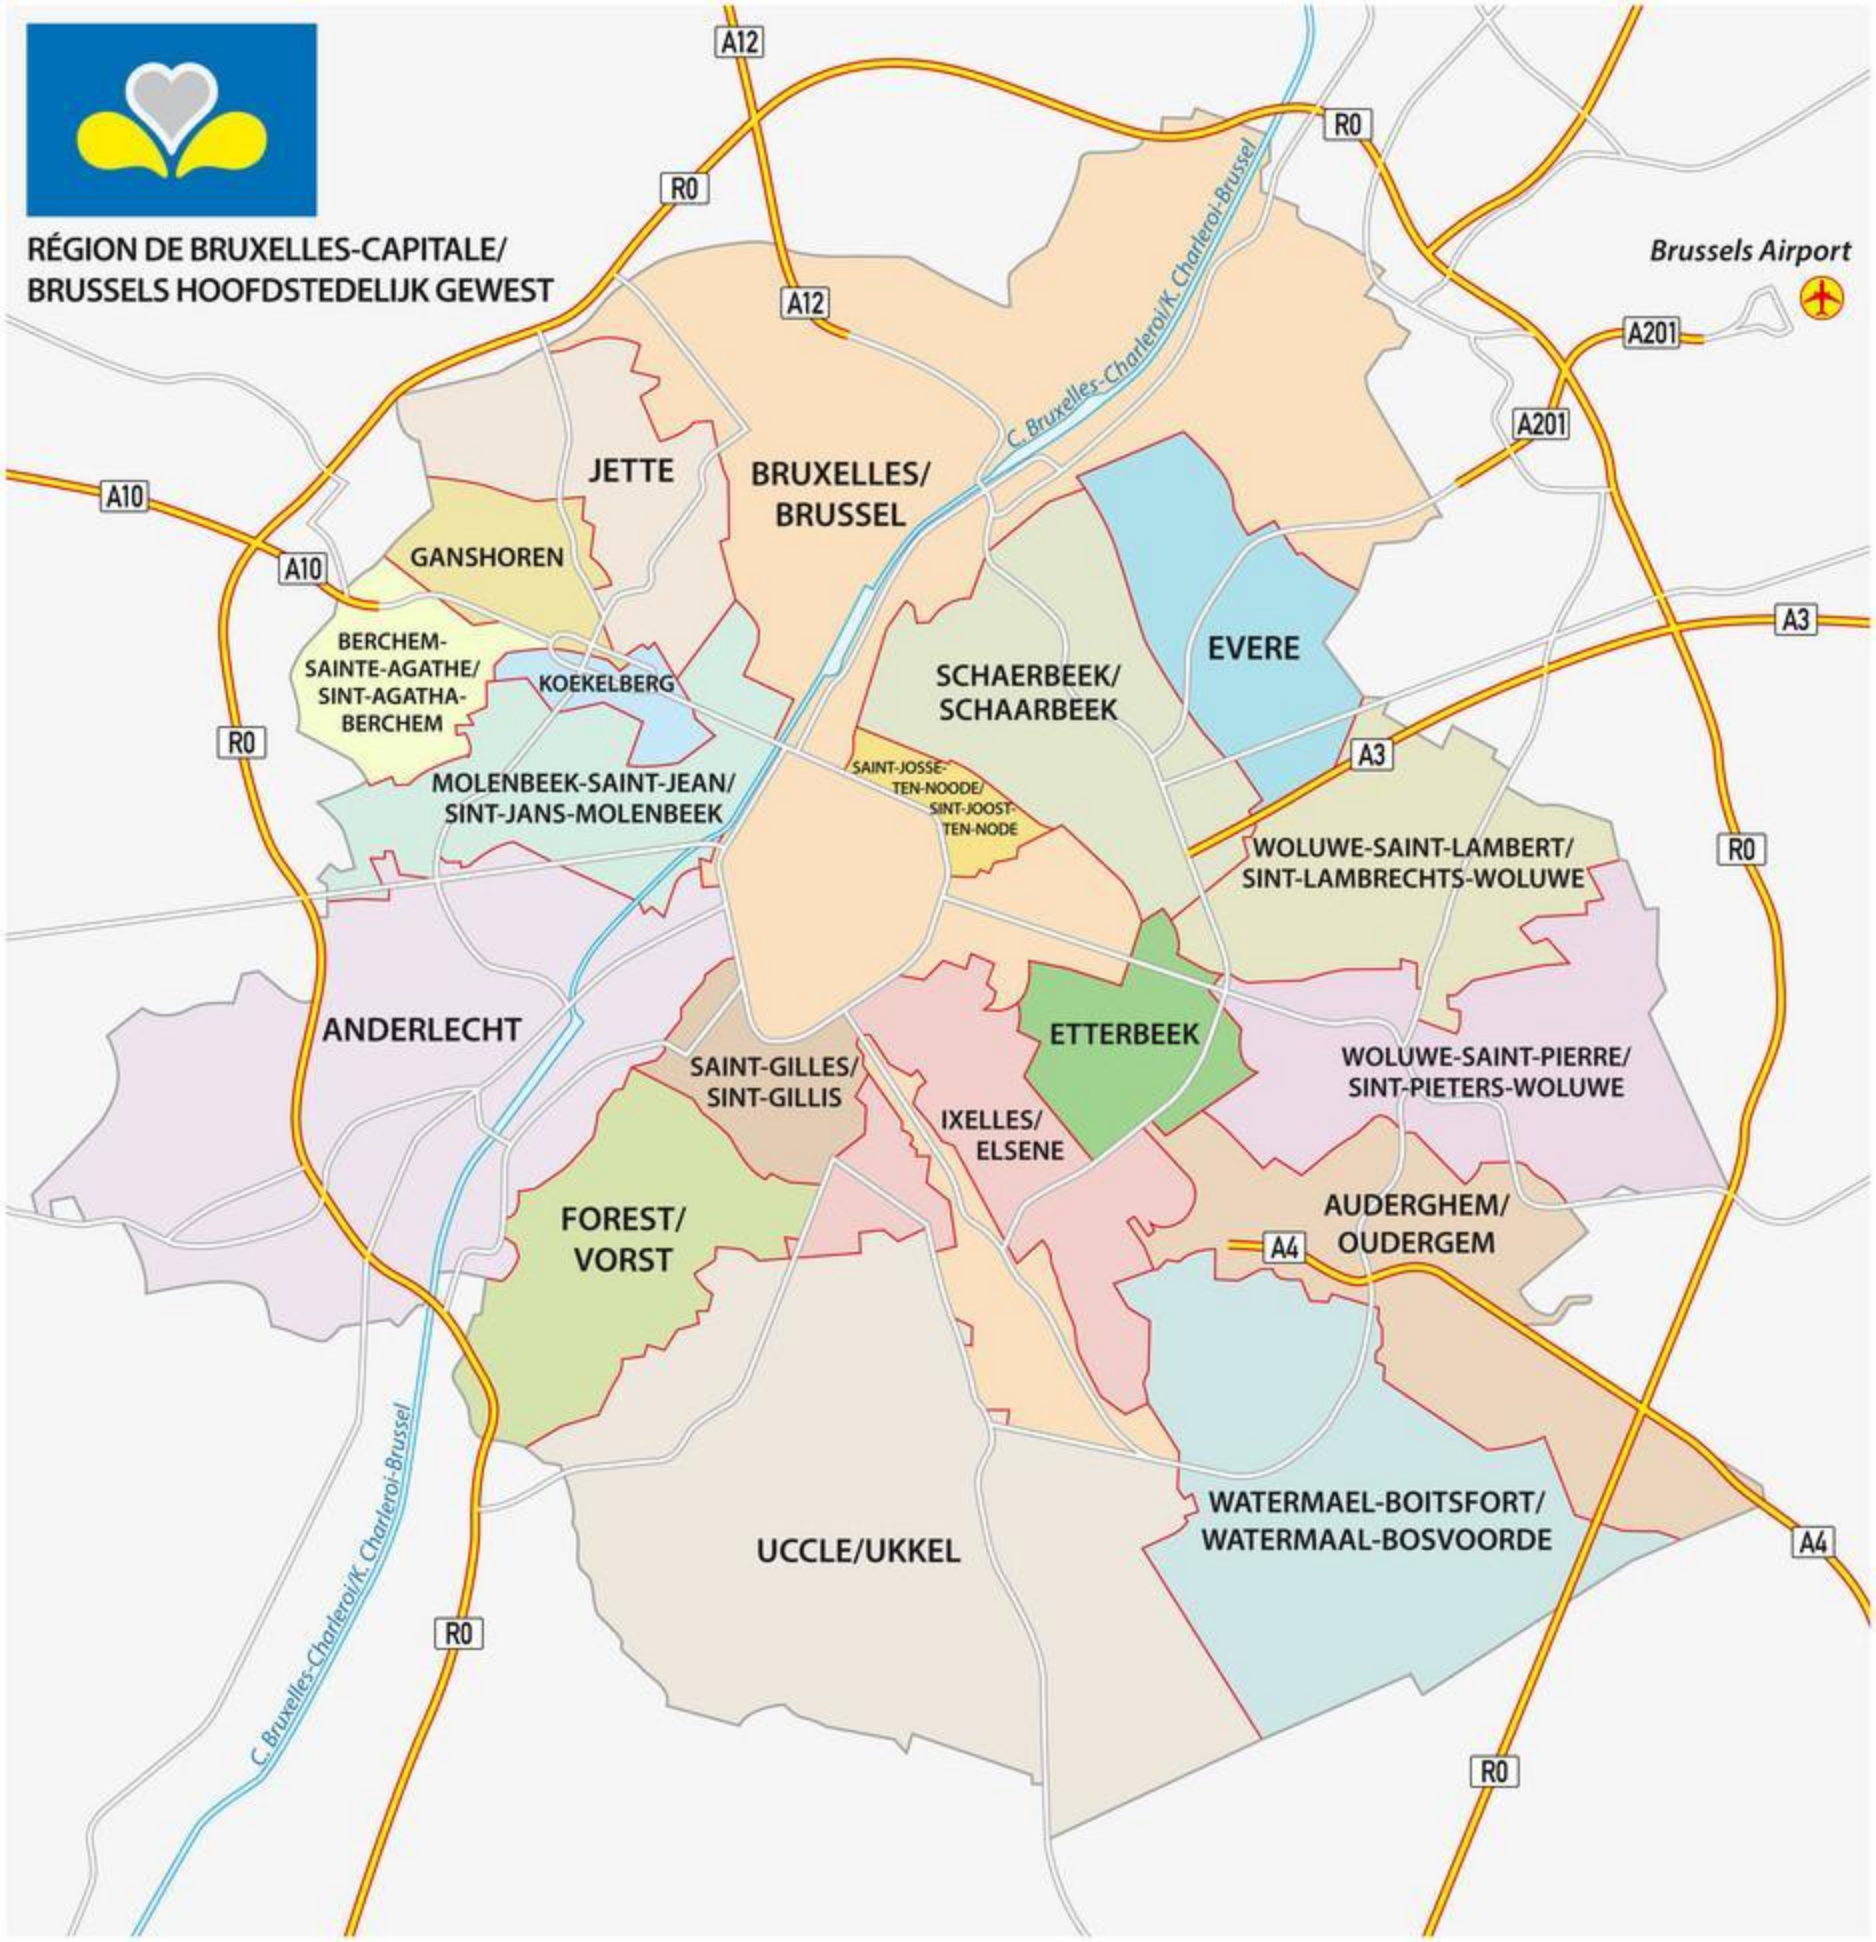 A12
R0
R0
RÉGION DE BRUXELLES-CAPITALE/
BRUSSELS HOOFDSTEDELIJK GEWEST
Brussels Airport
A12
A201
C. Bruxelles-Charleroi/K. Charleroi-Brussel
A201
JETTE
BRUXELLES/
BRUSSEL
A10
GANSHOREN
A10
A3
BERCHEM-
SAINTE-AGATHE/
SINT-AGATHA-
BERCHEM
KOEKELBERG
SCHAERBEEK/
SCHAARBEEK
EVERE
R0
A3
SAINT-JOSSE-
TEN-NOODE/
SINT-JOOST-
TEN-NODE
MOLENBEEK-SAINT-JEAN/
SINT-JANS-MOLENBEEK
WOLUWE-SAINT-LAMBERT/
SINT-LAMBRECHTS-WOLUWE
R0
ANDERLECHT
ETTERBEEK
SAINT-GILLES/
SINT-GILLIS
WOLUWE-SAINT-PIERRE/
SINT-PIETERS-WOLUWE
IXELLES/
ELSENE
FOREST/
VORST
AUDERGHEM/
OUDERGEM
A4
C. Bruxelles-Charleroi/K. Charleroi-Brussel
UCCLE/UKKEL
WATERMAEL-BOITSFORT/
WATERMAAL-BOSVOORDE
A4
R0
R0